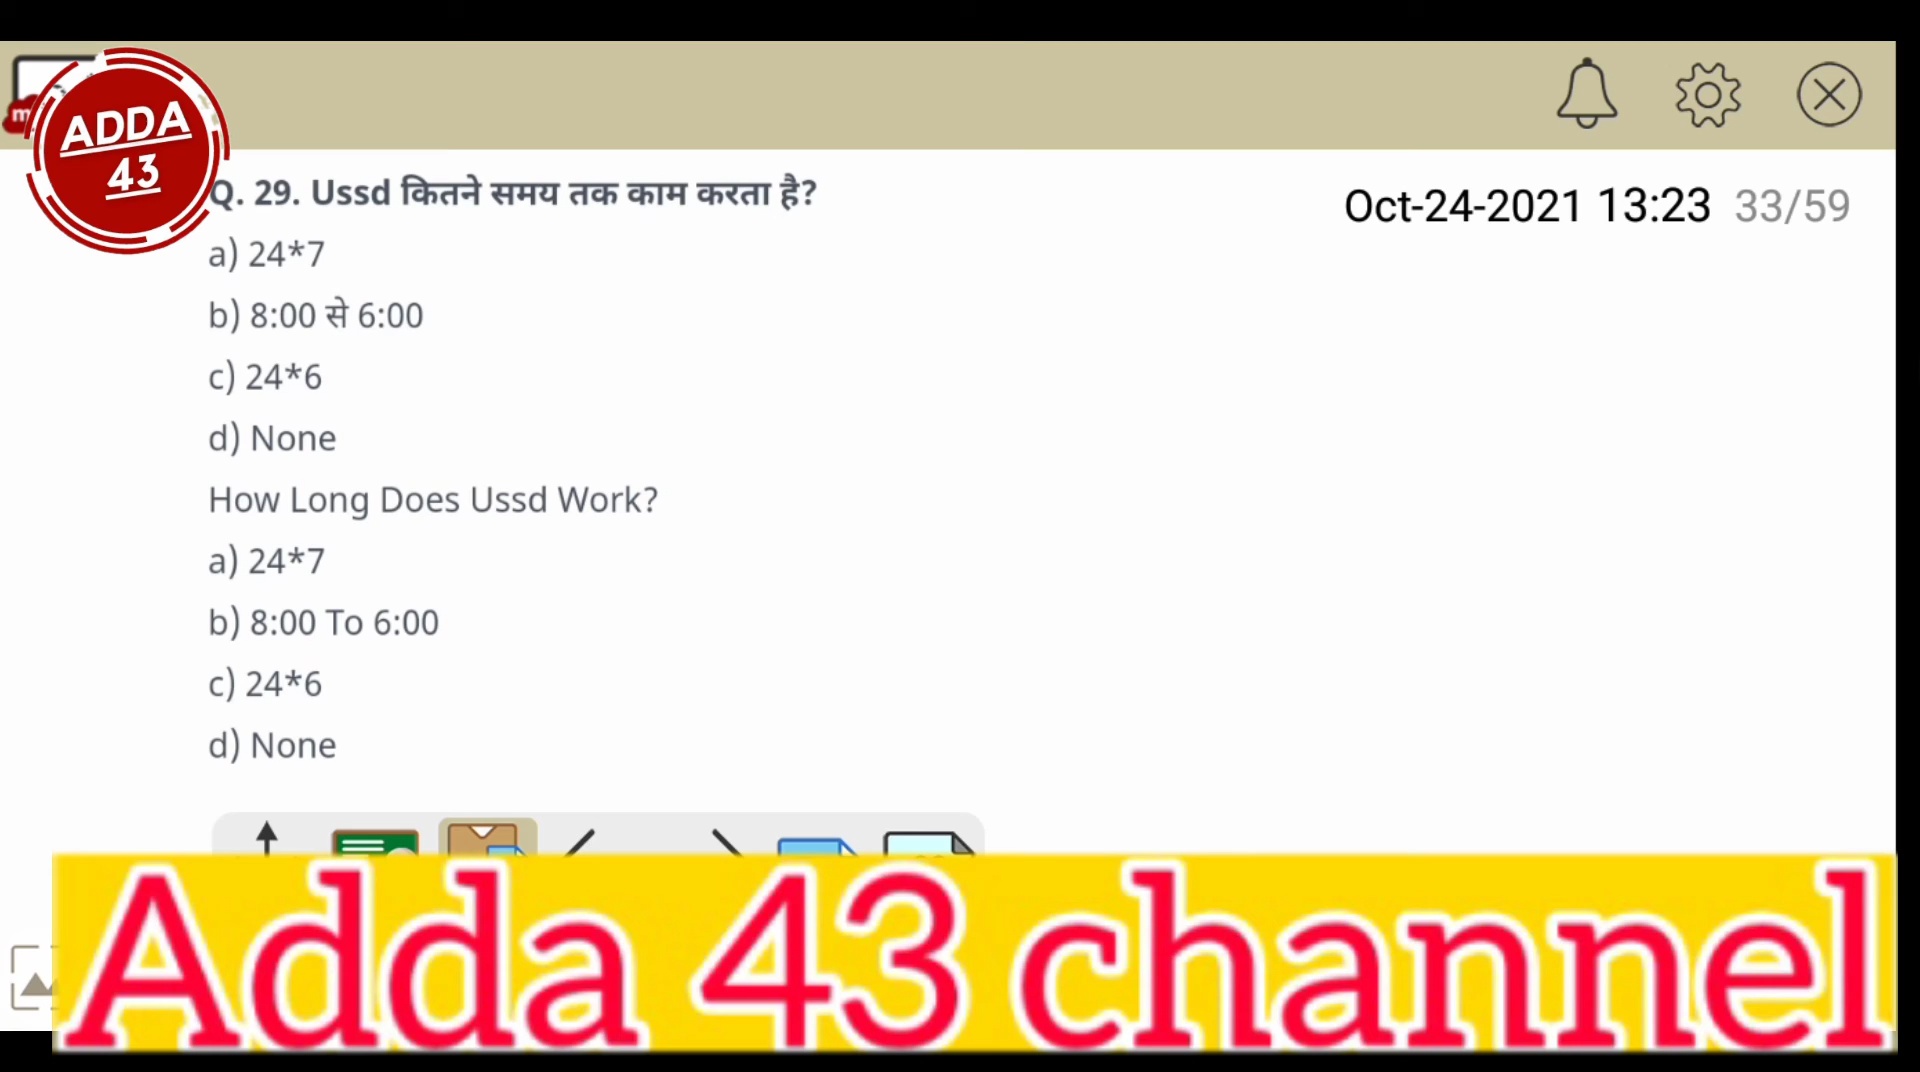 ADDA
43
Q. 29. Ussd कितने समय तक काम करता है?
Oct-24-2021 13:23 33/59
a) 24*7
b) 8:00 से 6:00
c) 24*6
d) None
How Long Does Ussd Work?
a) 24*7
b) 8:00 To 6:00
c) 24*6
d) None
Adda 43 channel